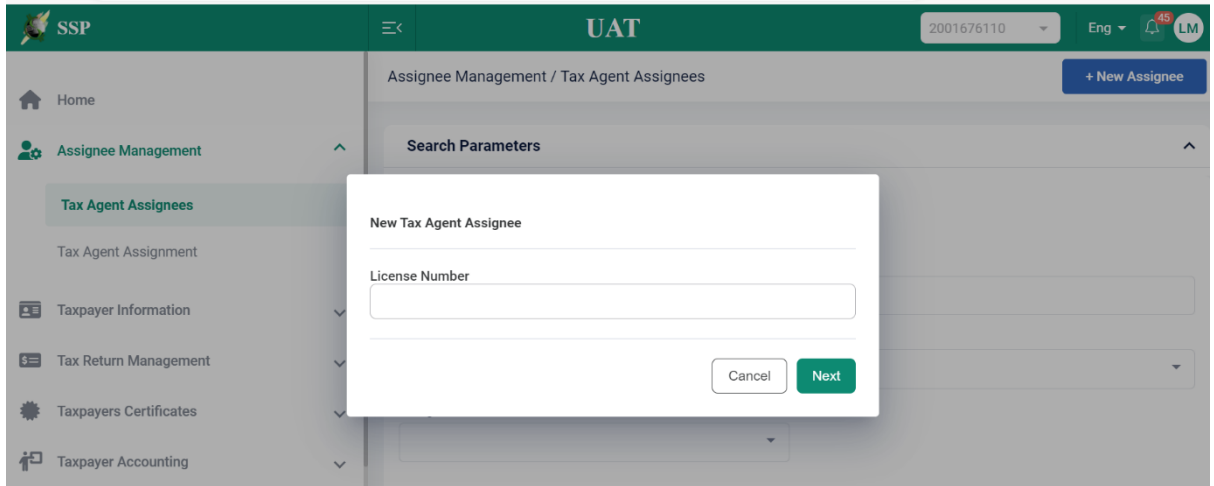 SSP
UAT
2001676110
Eng
45
LM
Assignee Management / Tax Agent Assignees
+ New Assignee
Home
Assignee Management
Tax Agent Assignees
Tax Agent Assignment
Taxpayer Information
Tax Return Management
Taxpayers Certificates
Taxpayer Accounting
Search Parameters
New Tax Agent Assignee
License Number
Cancel
Next